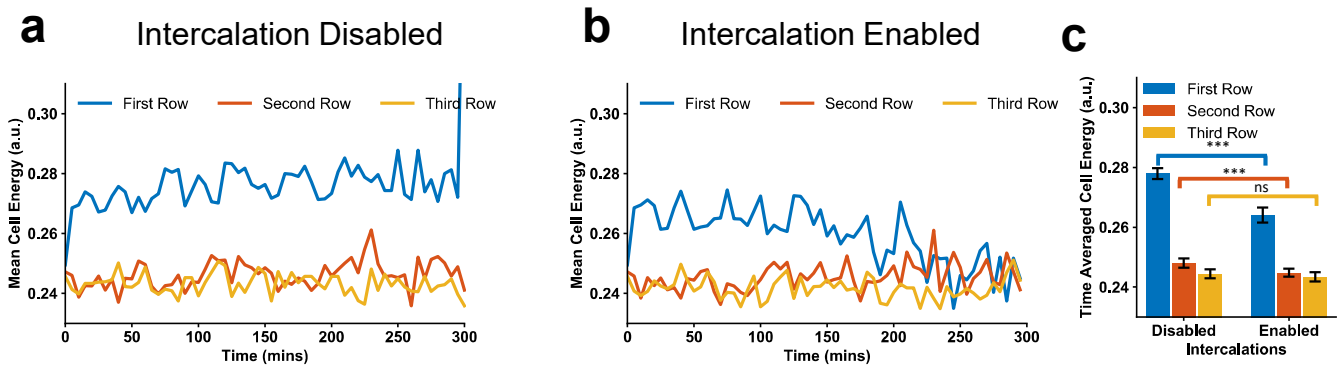 a
Intercalation Disabled
Mean Cell Energy (a.u.)
First Row
Second Row
Third Row
0.30
0.28
0.26
0.24
0
50
100
150
200
250
300
Time (mins)
b
Intercalation Enabled
Mean Cell Energy (a.u.)
First Row
Second Row
Third Row
0.30
0.28
0.26
0.24
0
50
100
150
200
250
300
Time (mins)
c
Time Averaged Cell Energy (a.u,)
First Row
Second Row
Third Row
0.30
0.28
0.26
0.24
***
***
ns
Disabled
Enabled
Intercalations